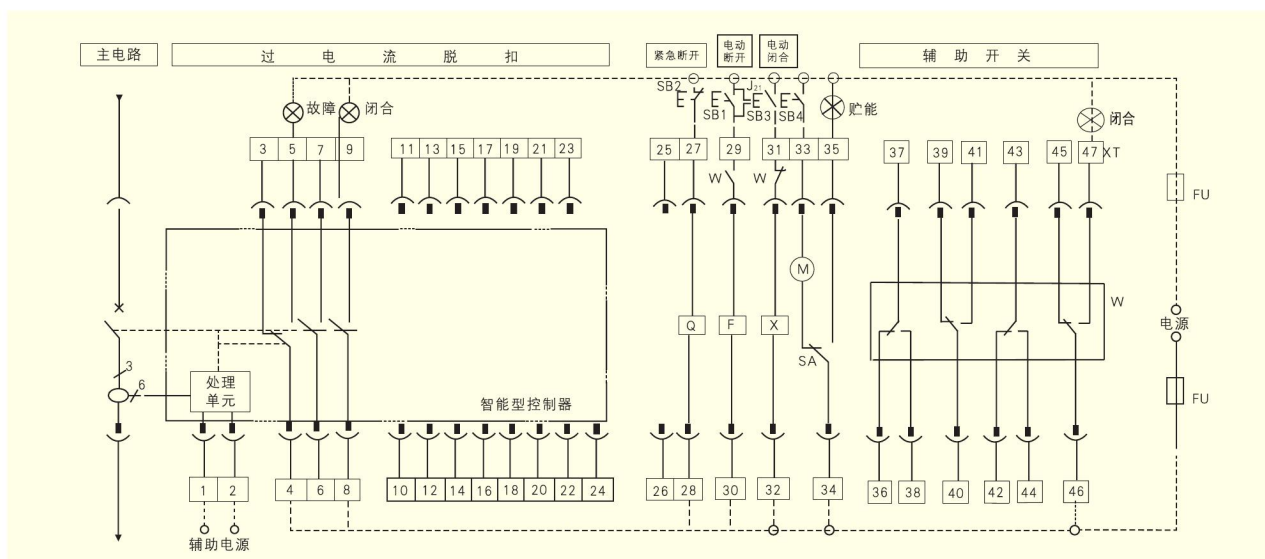 主电路
过电流脱扣
紧急断开
电动断开
电动闭合
辅助开关
SB2
J21
SB1
SB3
SB4
故障
闭合
贮能
闭合
3 5 7 9
11 13 15 17 19 21 23
25 27
29
31 33 35
37
39 41
43
45 47 XT
W
W
FU
M
Q
F
X
W
电源
SA
3
6
处理单元
智能型控制器
FU
1 2
4 6 8
10 12 14 16 18 20 22 24
26 28
30
32
34
36 38
40
42 44
46
辅助电源